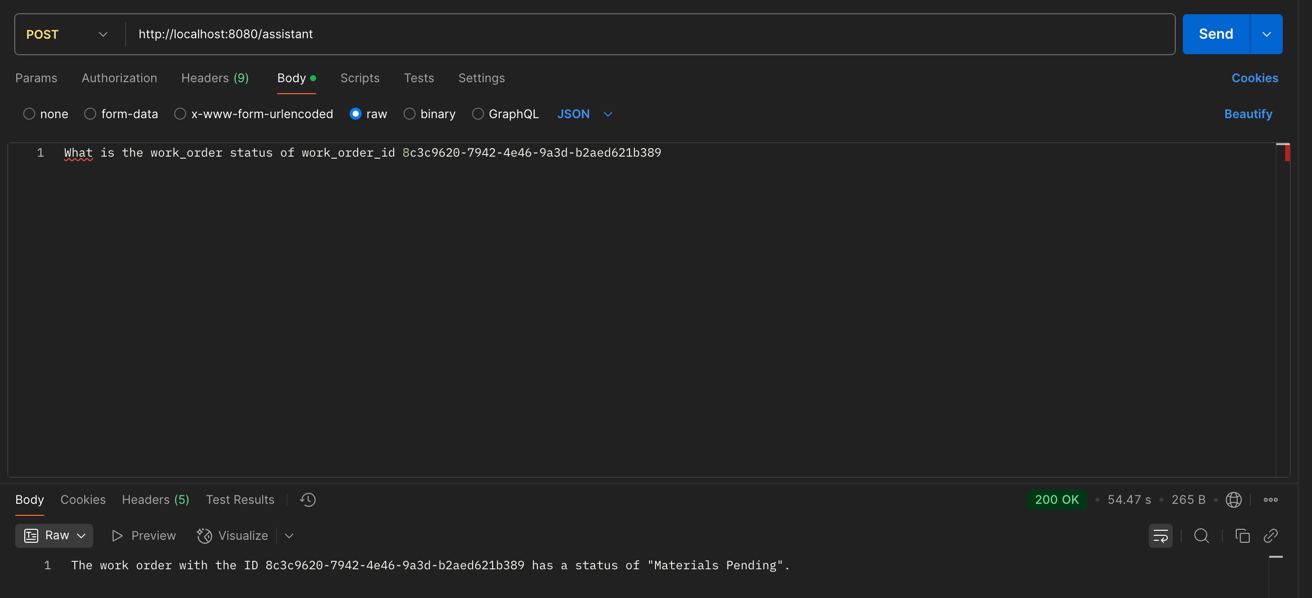 POST http://localhost:8080/assistant Send
Params Authorization Headers (9) Body Scripts Tests Settings Cookies
none form-data x-www-form-urlencoded raw binary GraphQL JSON Beautify
1 What is the work_order status of work_order_id 8c3c9620-7942-4e46-9a3d-b2aed621b389
Body Cookies Headers (5) Test Results 200 OK • 54.47 s • 265 B •
Raw Preview Visualize
1 The work order with the ID 8c3c9620-7942-4e46-9a3d-b2aed621b389 has a status of "Materials Pending".